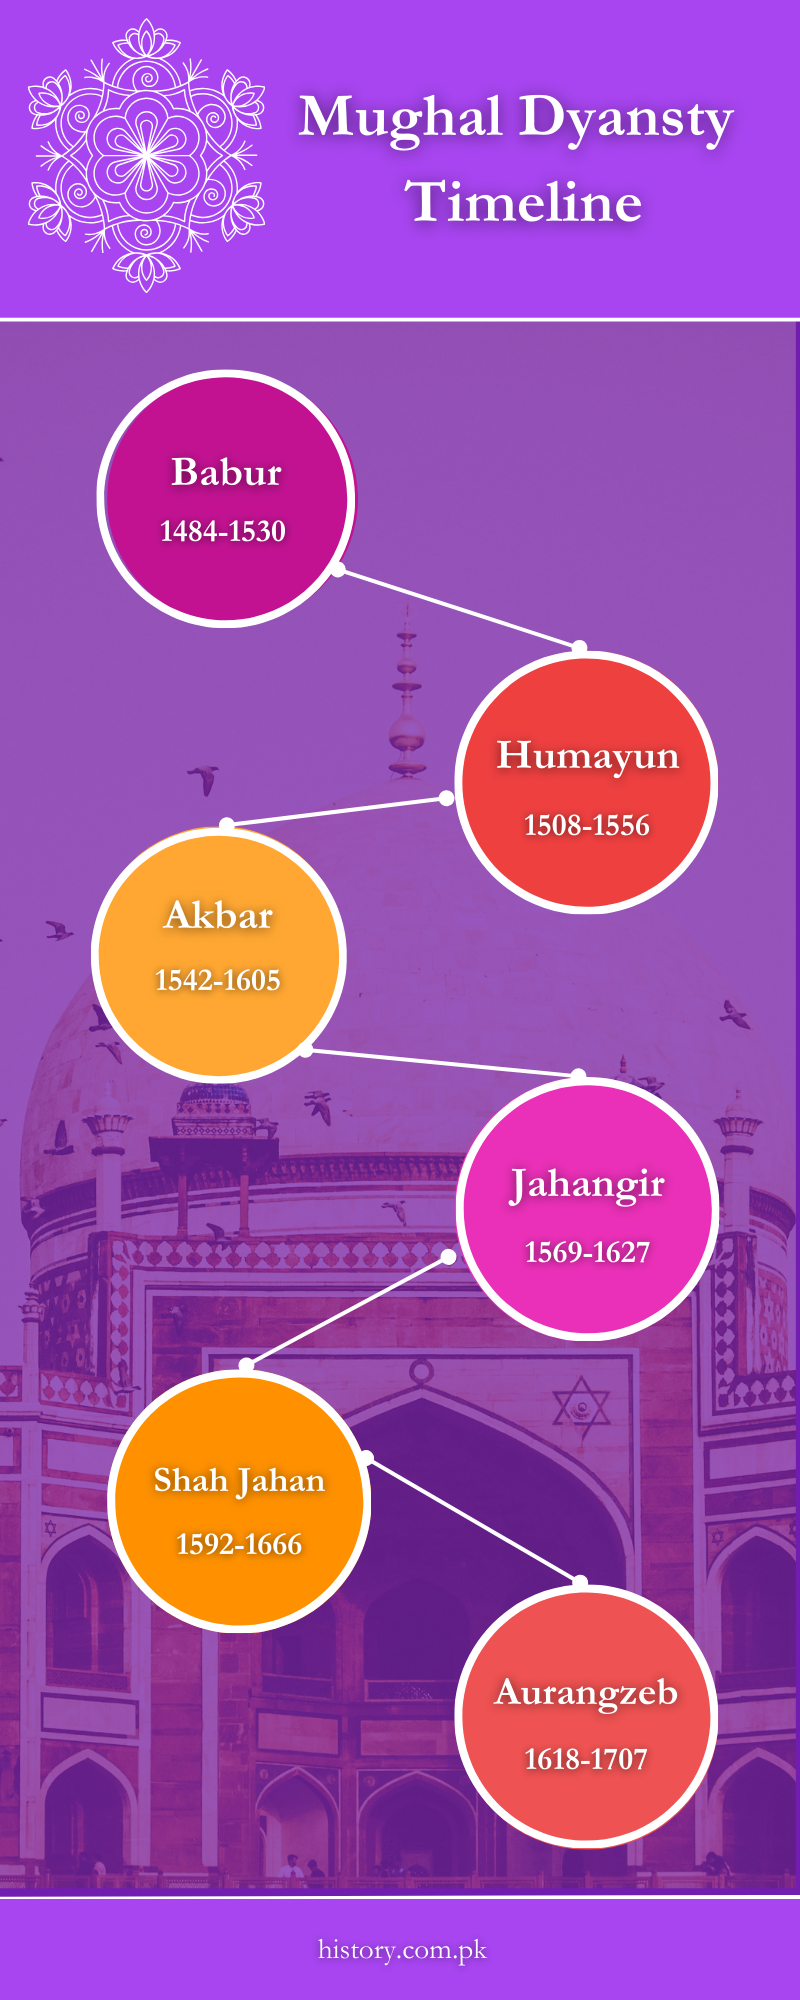 Mughal Dyansty
Timeline
Babur
1484-1530
Humayun
1508-1556
Akbar
1542-1605
Jahangir
1569-1627
Shah Jahan
1592-1666
Aurangzeb
1618-1707
history.com.pk